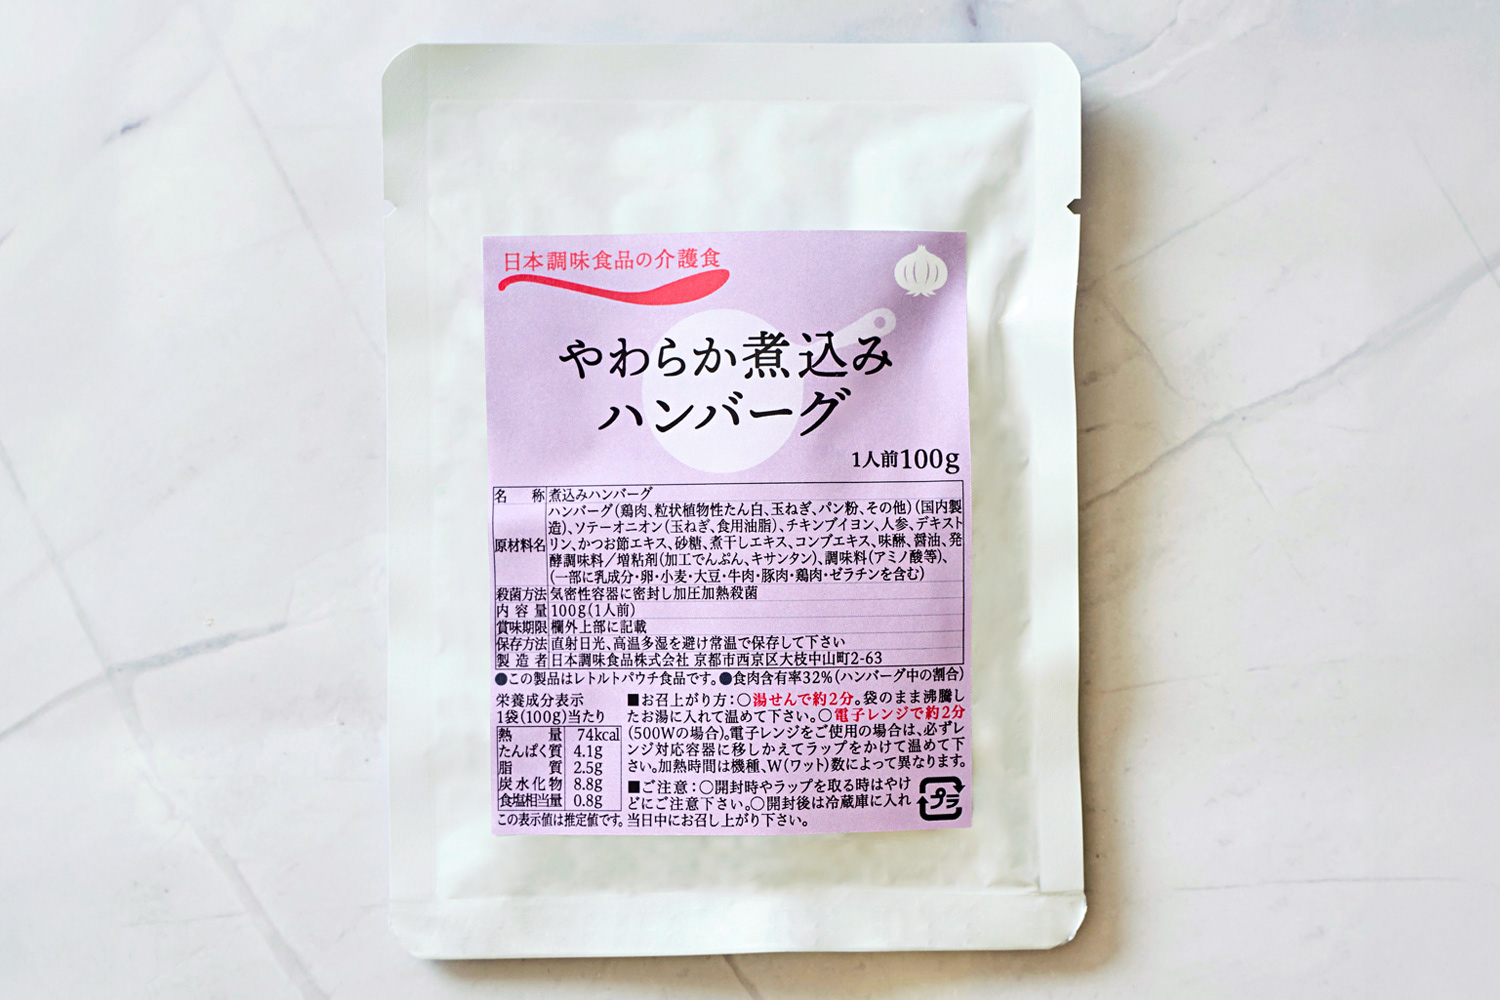 日本調味食品の介護食
やわらか煮込み
ハンバーグ
1人前100g
名称 煮込みハンバーグ
原材料名 ハンバーグ(鶏肉、粒状植物性たん白、玉ねぎ、パン粉、その他)(国内製
造)、ソテーオニオン(玉ねぎ、食用油脂)、チキンブイヨン、人参、デキスト
リン、かつお節エキス、砂糖、煮干しエキス、コンブエキス、味醂、醤油、発
酵調味料/増粘剤(加工でんぷん、キサンタン)、調味料(アミノ酸等)、
(一部に乳成分・卵・小麦・大豆・牛肉・豚肉・鶏肉・ゼラチンを含む)
殺菌方法 気密性容器に密封し加圧加熱殺菌
内容量 100g(1人前)
賞味期限 欄外上部に記載
保存方法 直射日光、高温多湿を避け常温で保存して下さい
製造者 日本調味食品株式会社 京都市西京区大枝中山町2-63
●この製品はレトルトパウチ食品です。●食肉含有率32%(ハンバーグ中の割合)
栄養成分表示
1袋(100g)当たり
熱量 74kcal
たんぱく質 4.1g
脂質 2.5g
炭水化物 8.8g
食塩相当量 0.8g
この表示値は推定値です。
■お召上がり方:○湯せんで約2分。袋のまま沸騰し
たお湯に入れて温めて下さい。○電子レンジで約2分
(500Wの場合)。電子レンジをご使用の場合は、必ずレ
ンジ対応容器に移しかえてラップをかけて温めて下
さい。加熱時間は機種、W(ワット)数によって異なります。
■ご注意:○開封時やラップを取る時はやけ
どにご注意下さい。○開封後は冷蔵庫に入れ
当日中にお召し上がり下さい。
プラ